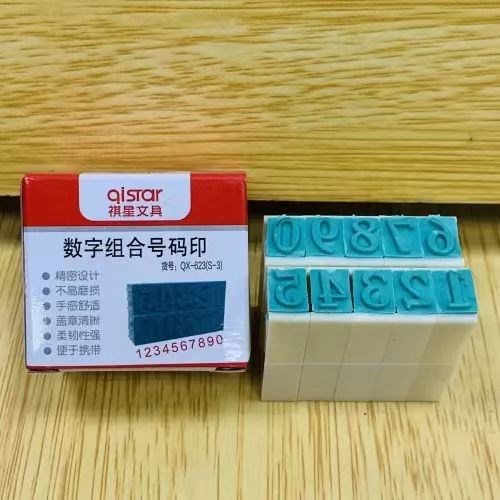 qistar
祺星文具
数字组合号码印
货号：QX-623(S-3)
精密设计
不易磨损
手感舒适
盖章清晰
柔韧性强
便于携带
1234567890
09876
54321